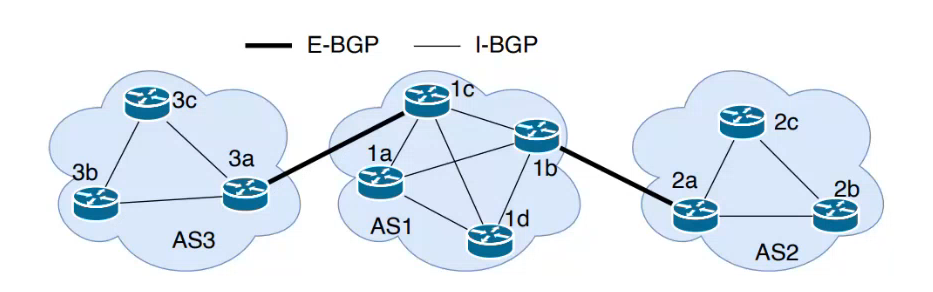 E-BGP I-BGP
3c
3b
3a
AS3
1c
1a
1b
AS1
1d
2c
2a
2b
AS2